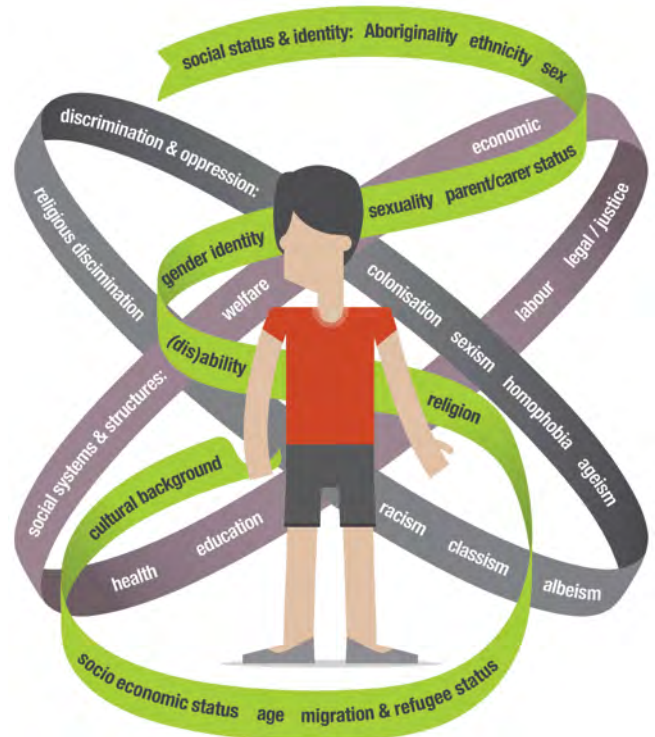 social status & identity: Aboriginality ethnicity sex
sexuality parent/carer status
gender identity
(dis)ability
religion
cultural background
socio economic status age migration & refugee status
discrimination & oppression:
religious discrimination
colonisation sexism homophobia ageism
racism classism albeism
social systems & structures:
welfare
economic
legal / justice
labour
education
health